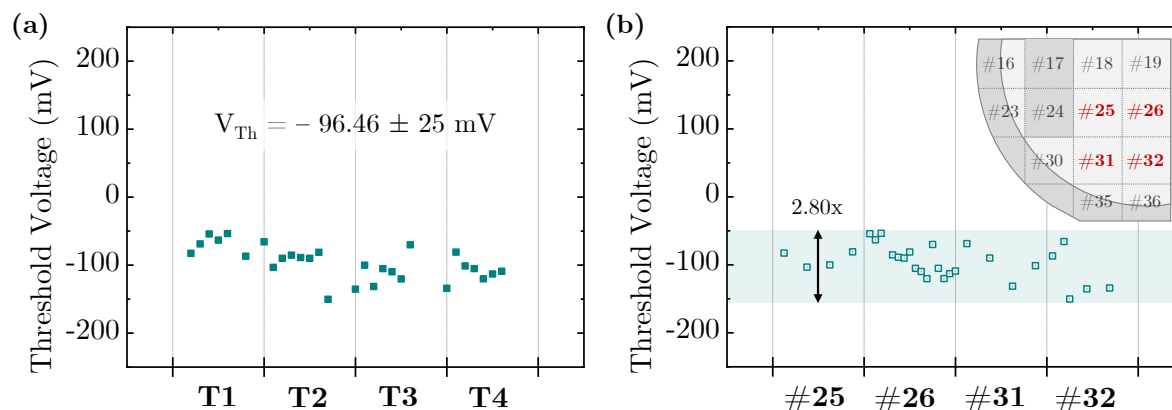 (a)
Threshold Voltage (mV)
200
100
0
-100
-200
V_Th = – 96.46 ± 25 mV
T1 T2 T3 T4
(b)
Threshold Voltage (mV)
200
100
0
-100
-200
2.80x
#16 #17 #18 #19
#23 #24 #25 #26
#30 #31 #32
#35 #36
#25 #26 #31 #32